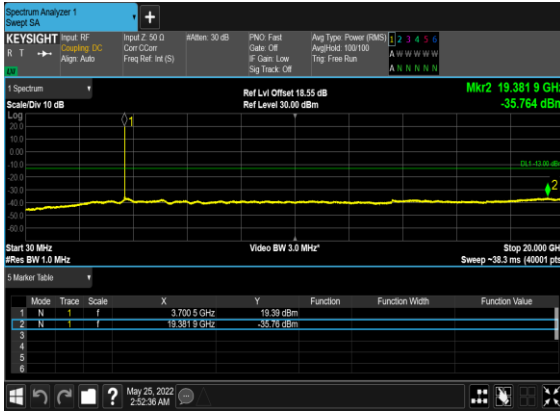 Spectrum Analyzer 1
Swept SA
+
KEYSIGHT Input: RF Input Z: 50 Ω #Atten: 30 dB PNO: Fast Avg Type: Power (RMS) 1 2 3 4 5 6
R T Coupling: DC Corr CCorr Gate: Off Avg|Hold: 100/100 A W W W W W
Align: Auto Freq Ref: Int (S) IF Gain: Low Trig: Free Run
Sig Track: Off A N N N N N
1 Spectrum Ref Lvl Offset 18.55 dB Mkr2 19.381 9 GHz
Scale/Div 10 dB Ref Level 30.00 dBm -35.764 dBm
Log
20.0
10.0
0.00
-10.0
-20.0
-30.0
-40.0
-50.0
-60.0
1
DL1 -13.00 dBm
2
Start 30 MHz Video BW 3.0 MHz* Stop 20.000 GHz
#Res BW 1.0 MHz Sweep ~38.3 ms (40001 pts)
5 Marker Table
Mode Trace Scale X Y Function Function Width Function Value
1 N 1 f 3.700 5 GHz 19.39 dBm
2 N 1 f 19.381 9 GHz -35.76 dBm
3
4
5
6
? May 25, 2022
2:52:36 AM